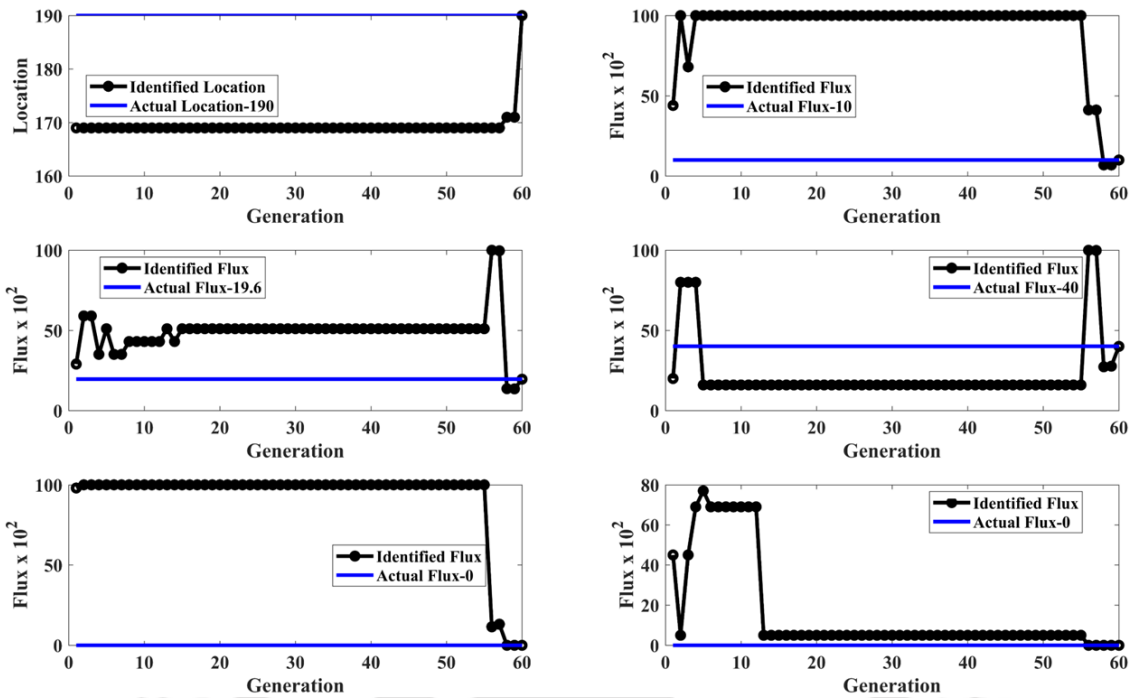 190
180
170
160
Location
Identified Location
Actual Location-190
0 10 20 30 40 50 60
Generation
100
50
0
Flux x 10²
Identified Flux
Actual Flux-10
0 10 20 30 40 50 60
Generation
100
50
0
Flux x 10²
Identified Flux
Actual Flux-19.6
0 10 20 30 40 50 60
Generation
100
50
0
Flux x 10²
Identified Flux
Actual Flux-40
0 10 20 30 40 50 60
Generation
100
50
0
Flux x 10²
Identified Flux
Actual Flux-0
0 10 20 30 40 50 60
Generation
80
60
40
20
0
Flux x 10²
Identified Flux
Actual Flux-0
0 10 20 30 40 50 60
Generation